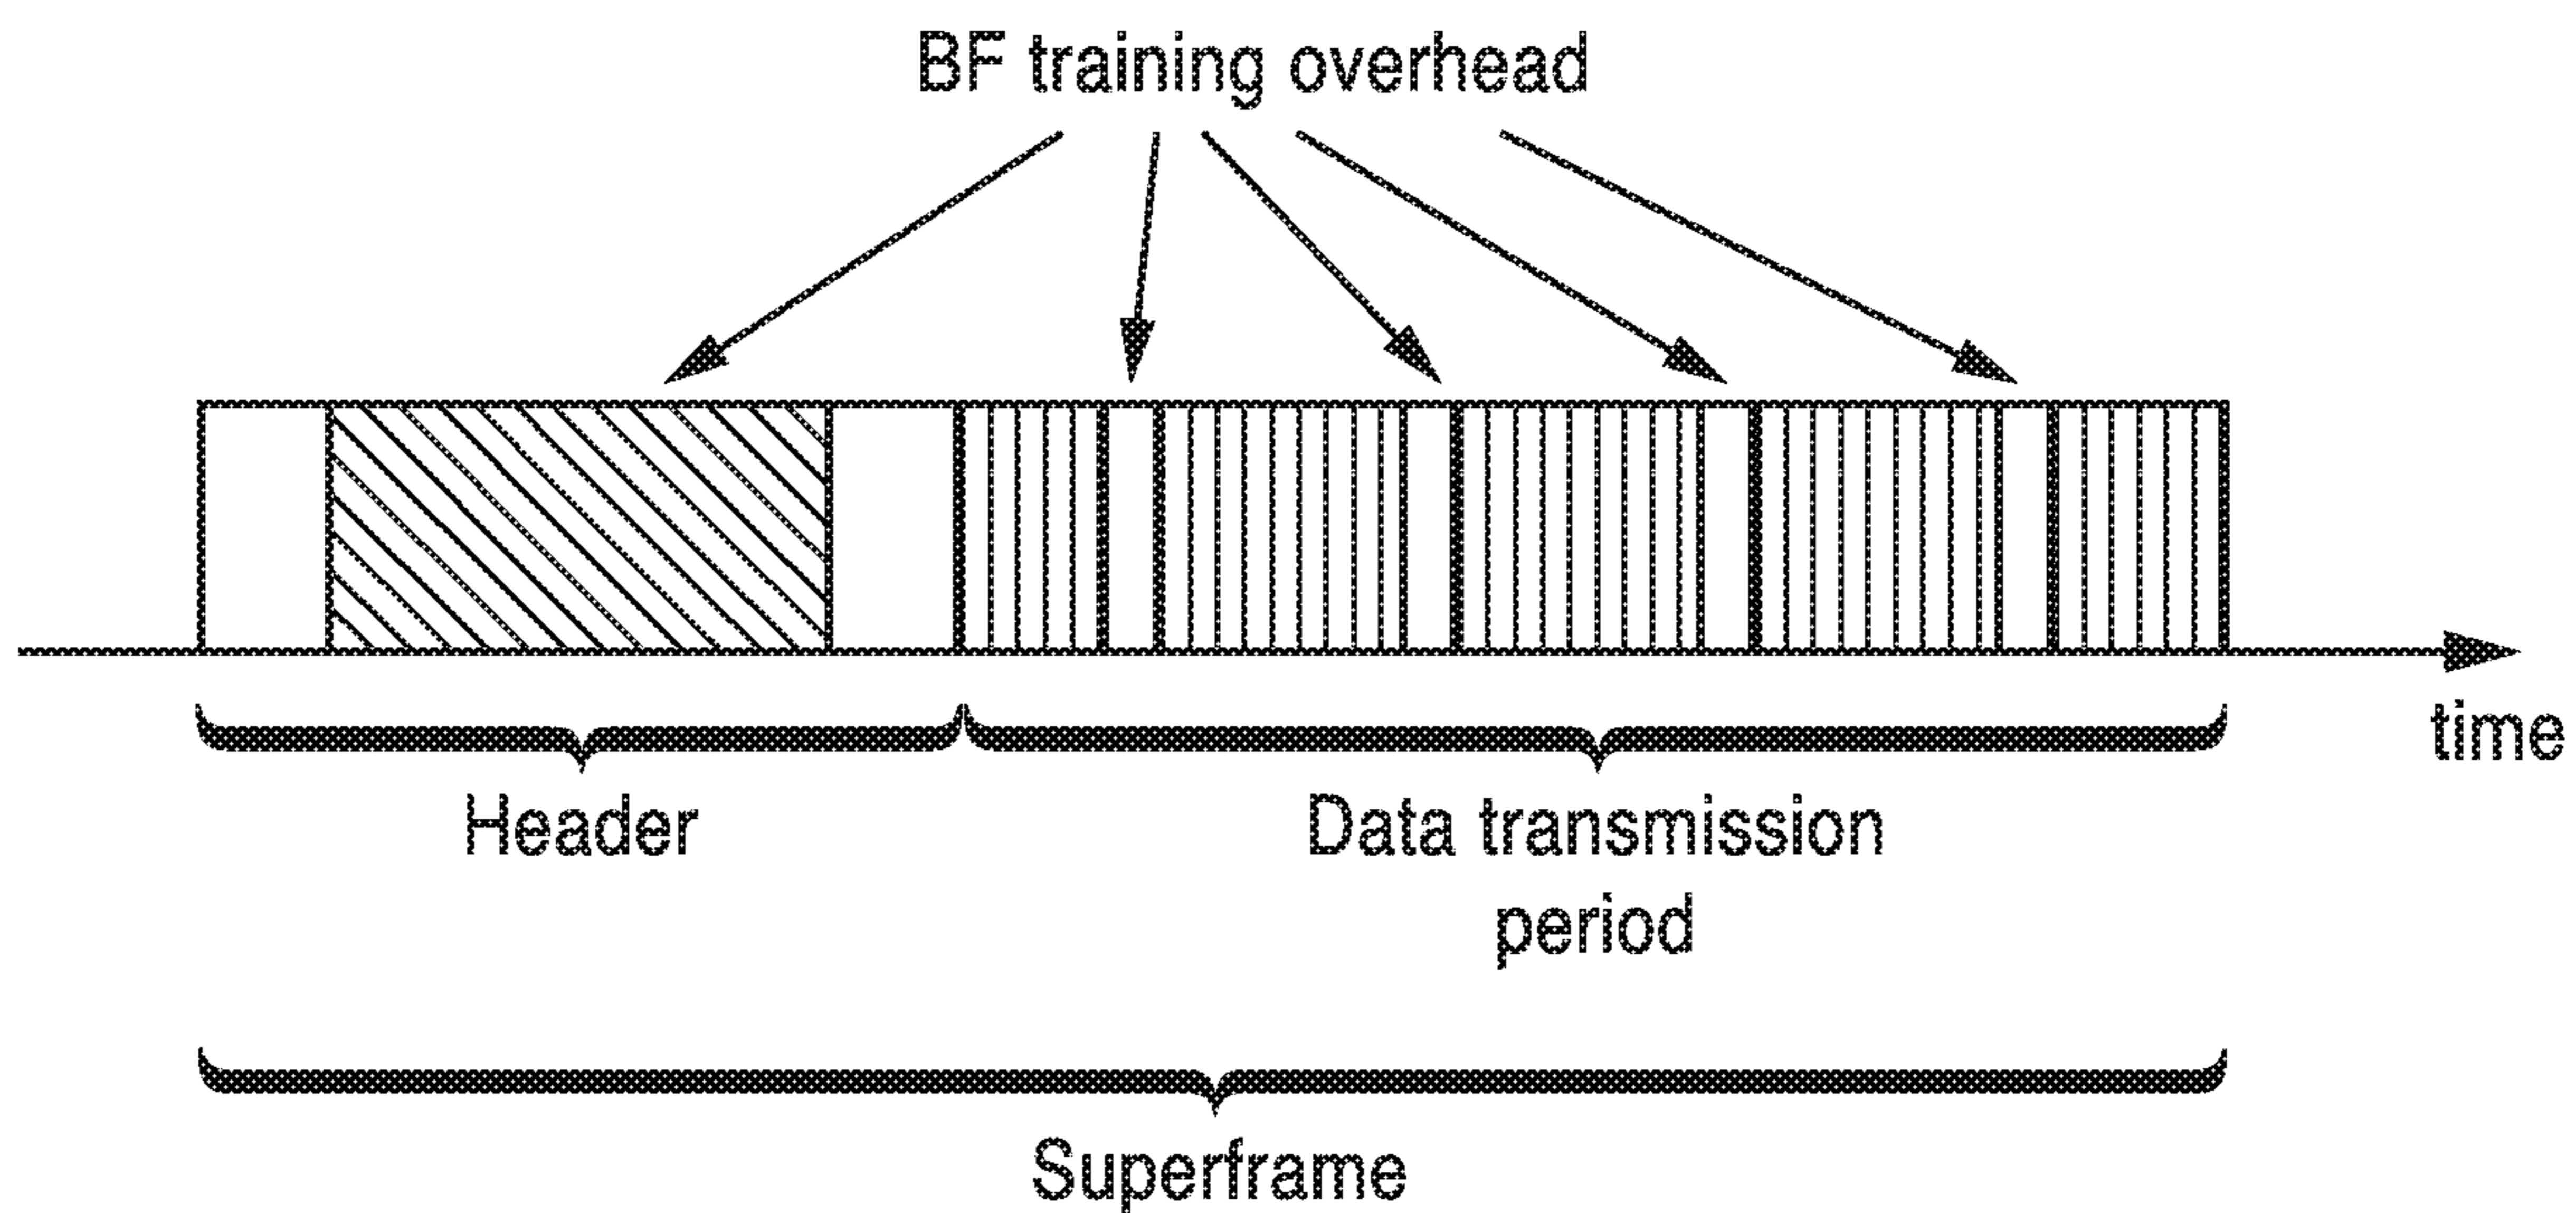 BF training overhead
time
Header
Data transmission
period
Superframe